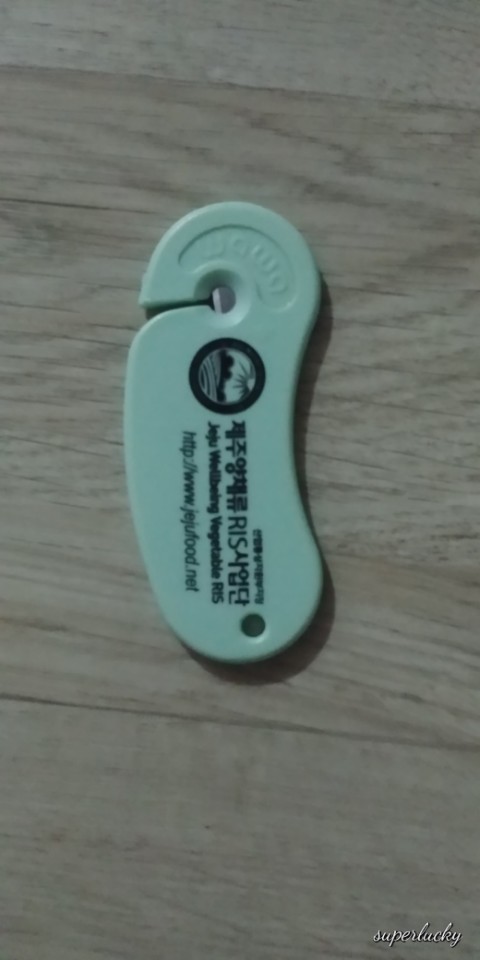 제주양채류RIS사업단
Jeju Wellbeing Vegetable RIS
http://www.jejufood.net
superlucky